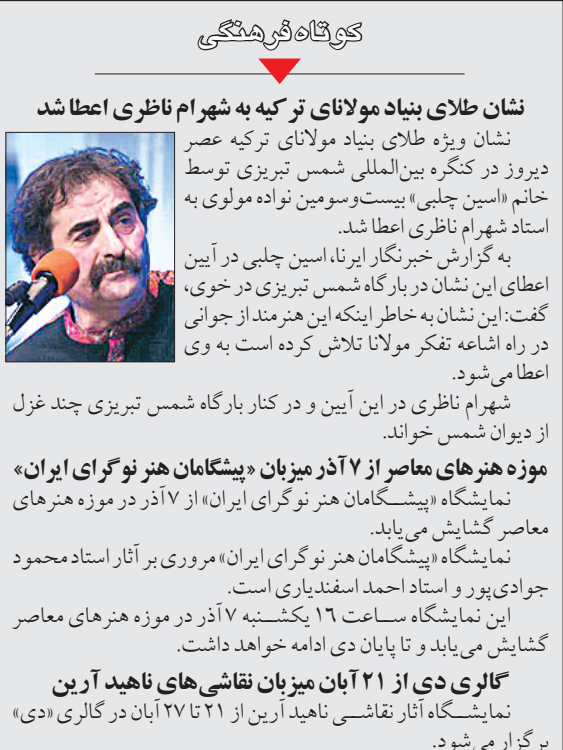 کوتاه فرهنگی
نشان طلای بنیاد مولانای ترکیه به شهرام ناظری اعطا شد
نشان ویژه طلای بنیاد مولانای ترکیه عصر
دیروز در کنگره بین‌المللی شمس تبریزی توسط
خانم «اسین چلبی» بیست‌وسومین نواده مولوی به
استاد شهرام ناظری اعطا شد.
به گزارش خبرنگار ایرنا، اسین چلبی در آیین
اعطای این نشان در بارگاه شمس تبریزی در خوی،
گفت: این نشان به خاطر اینکه این هنرمند از جوانی
در راه اشاعه تفکر مولانا تلاش کرده است به وی
اعطا می‌شود.
شهرام ناظری در این آیین و در کنار بارگاه شمس تبریزی چند غزل
از دیوان شمس خواند.
موزه هنرهای معاصر از ۷ آذر میزبان «پیشگامان هنر نوگرای ایران»
نمایشگاه «پیشگامان هنر نوگرای ایران» از ۷ آذر در موزه هنرهای
معاصر گشایش می‌یابد.
نمایشگاه «پیشگامان هنر نوگرای ایران» مروری بر آثار استاد محمود
جوادی‌پور و استاد احمد اسفندیاری است.
این نمایشگاه ساعت ۱۶ یکشنبه ۷ آذر در موزه هنرهای معاصر
گشایش می‌یابد و تا پایان دی ادامه خواهد داشت.
گالری دی از ۲۱ آبان میزبان نقاشی‌های ناهید آرین
نمایشگاه آثار نقاشی ناهید آرین از ۲۱ تا ۲۷ آبان در گالری «دی»
برگزار می‌شود.